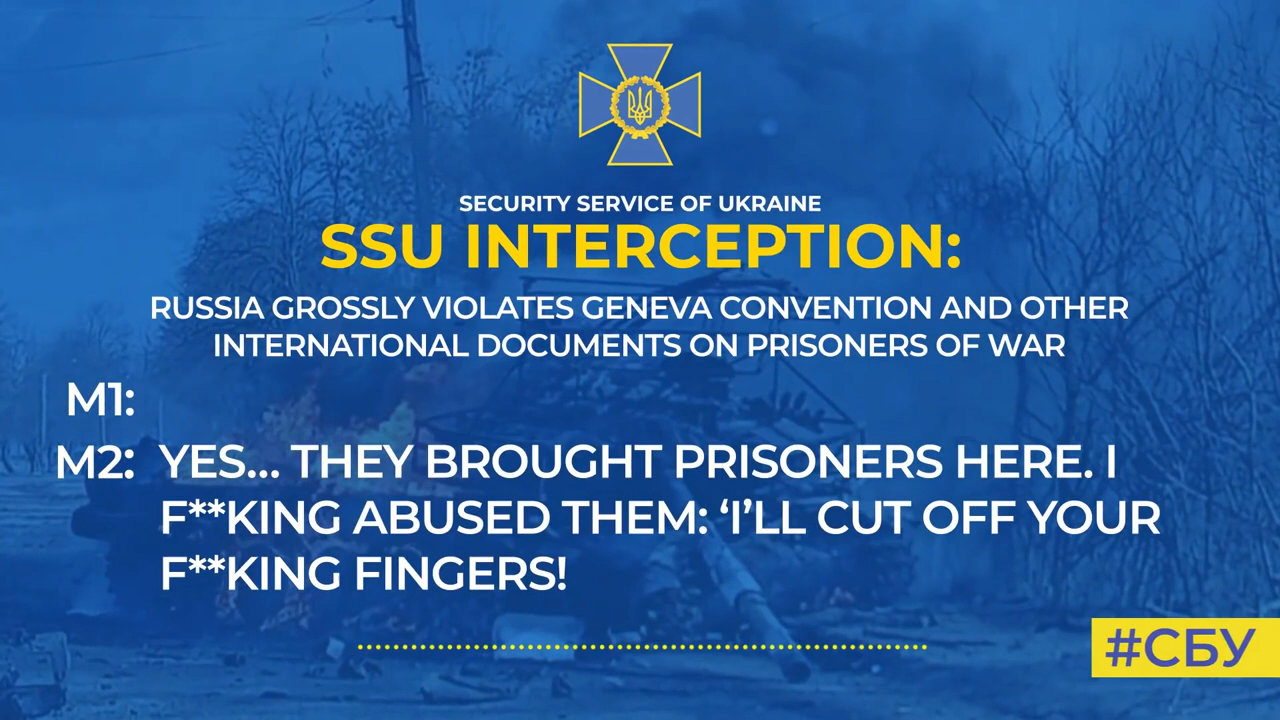 SECURITY SERVICE OF UKRAINE
SSU INTERCEPTION:
RUSSIA GROSSLY VIOLATES GENEVA CONVENTION AND OTHER
INTERNATIONAL DOCUMENTS ON PRISONERS OF WAR
M1:
M2: YES... THEY BROUGHT PRISONERS HERE. I
F**KING ABUSED THEM: ‘I’LL CUT OFF YOUR
F**KING FINGERS!
#СБУ